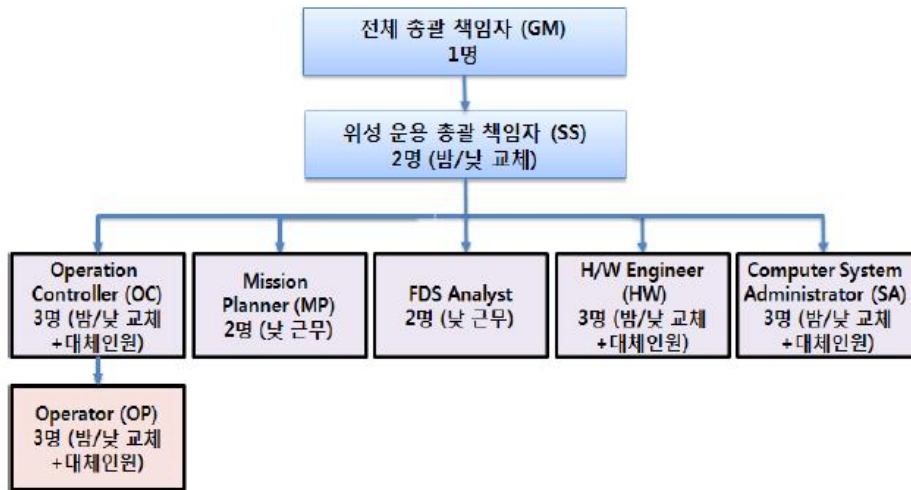 전체 총괄 책임자 (GM)
1명
위성 운용 총괄 책임자 (SS)
2명 (밤/낮 교체)
Operation
Controller (OC)
3명 (밤/낮 교체
+대체인원)
Mission
Planner (MP)
2명 (낮 근무)
FDS Analyst
2명 (낮 근무)
H/W Engineer
(HW)
3명 (밤/낮 교체
+대체인원)
Computer System
Administrator (SA)
3명 (밤/낮 교체
+대체인원)
Operator (OP)
3명 (밤/낮 교체
+대체인원)